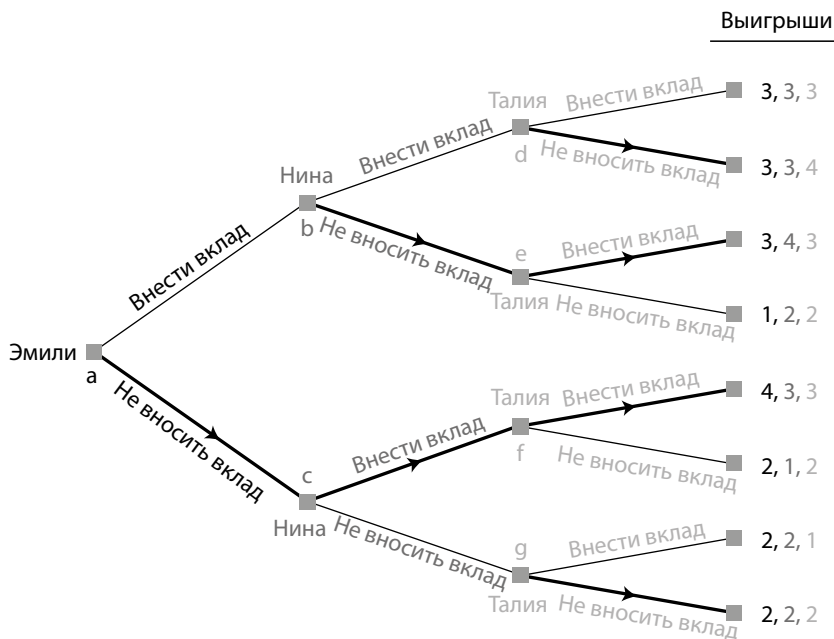 Выигрыши
Внести вклад
3, 3, 3
Талия
Внести вклад
d
Не вносить вклад
3, 3, 4
Нина
b
Внести вклад
Не вносить вклад
e
Внести вклад
3, 4, 3
Талия
Не вносить вклад
1, 2, 2
Эмили
a
Не вносить вклад
Талия
Внести вклад
4, 3, 3
c
Внести вклад
f
Не вносить вклад
2, 1, 2
Нина
Не вносить вклад
g
Внести вклад
2, 2, 1
Талия
Не вносить вклад
2, 2, 2